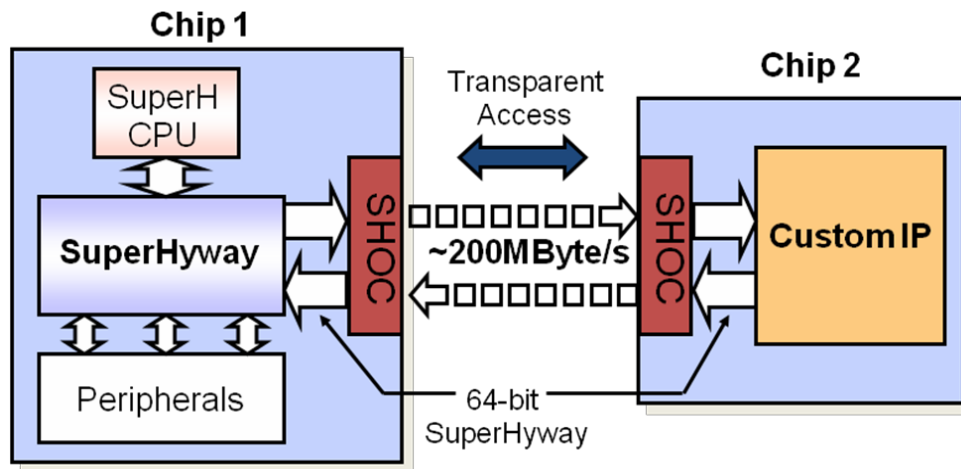 Chip 1
SuperH
CPU
SuperHyway
Peripherals
SHOC
Transparent
Access
~200MByte/s
64-bit
SuperHyway
Chip 2
SHOC
Custom IP